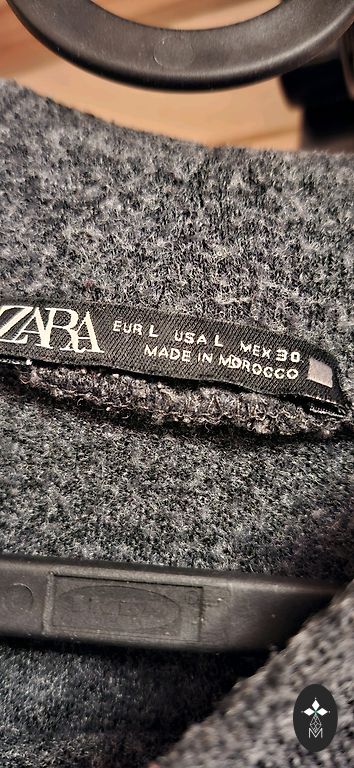 ZARA EUR L USA L MEX 30
MADE IN MOROCCO
M